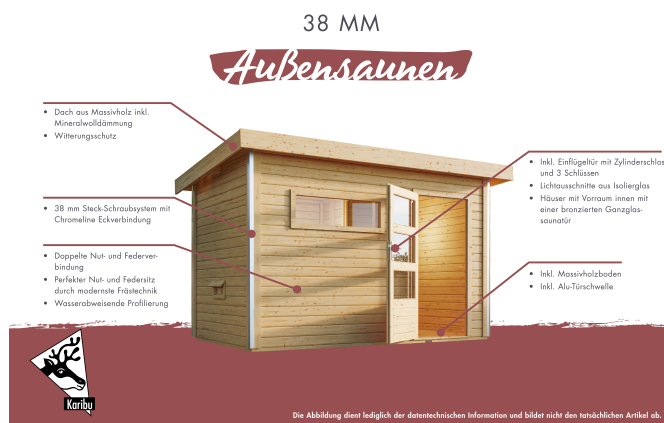 38 MM
Außensaunen
• Dach aus Massivholz inkl.
Mineralwolldämmung
• Witterungsschutz
• 38 mm Steck-Schraubsystem mit
Chromeline Eckverbindung
• Doppelte Nut- und Federver-
bindung
• Perfekter Nut- und Federsitz
durch modernste Frästechnik
• Wasserabweisende Profilierung
• Inkl. Einflügeltür mit Zylinderschlos
und 3 Schlüssen
• Lichtausschnitte aus Isolierglas
• Häuser mit Vorraum innen mit
einer bronzierten Ganzglas-
saunatür
• Inkl. Massivholzboden
• Inkl. Alu-Türschwelle
Karibu
Die Abbildung dient lediglich der datentechnischen Information und bildet nicht den tatsächlichen Artikel ab.